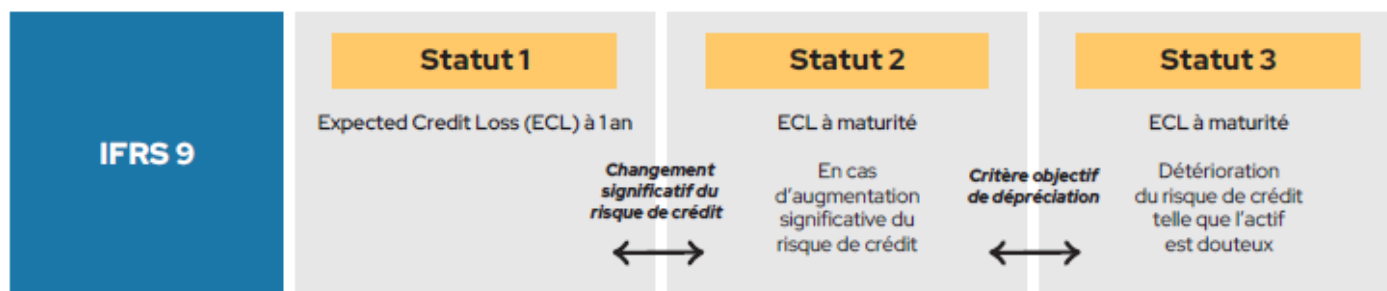 IFRS 9
Statut 1
Expected Credit Loss (ECL) à 1 an
Changement
significatif du
risque de crédit
Statut 2
ECL à maturité
En cas
d'augmentation
significative du
risque de crédit
Critère objectif
de dépréciation
Statut 3
ECL à maturité
Détérioration
du risque de crédit
telle que l'actif
est douteux